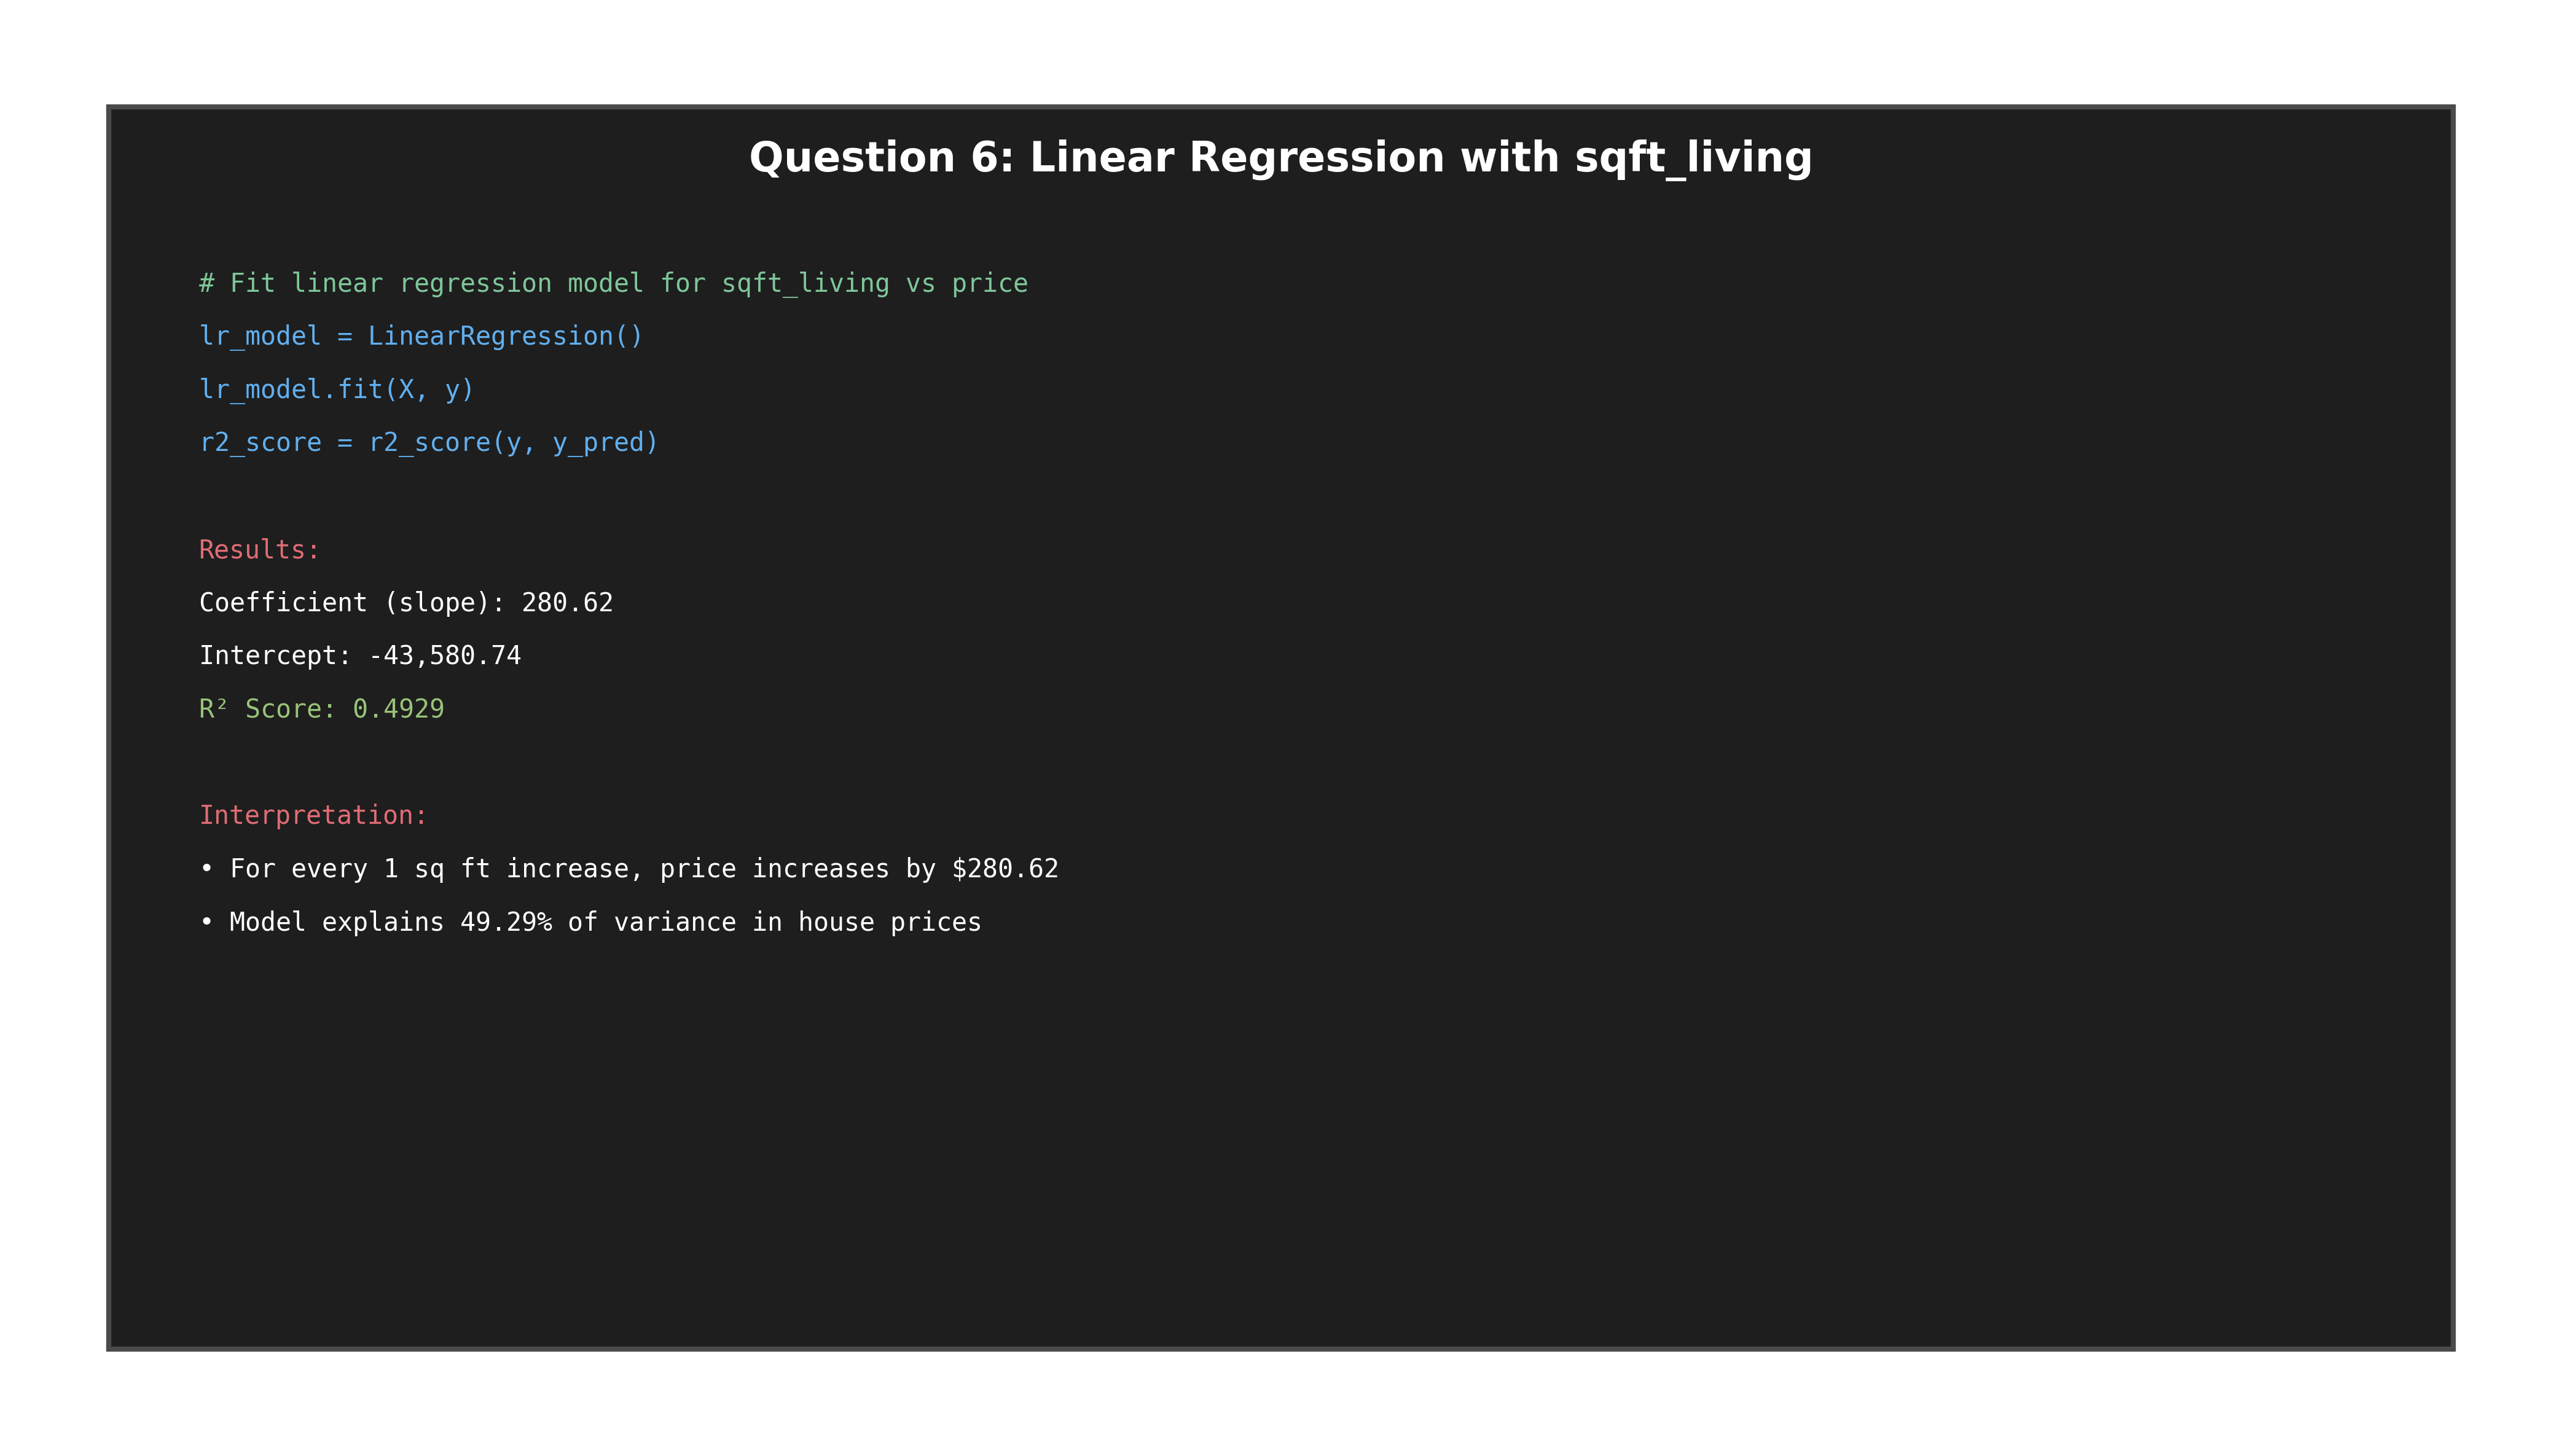 Question 6: Linear Regression with sqft_living
# Fit linear regression model for sqft_living vs price
lr_model = LinearRegression()
lr_model.fit(X, y)
r2_score = r2_score(y, y_pred)
Results:
Coefficient (slope): 280.62
Intercept: -43,580.74
R² Score: 0.4929
Interpretation:
• For every 1 sq ft increase, price increases by $280.62
• Model explains 49.29% of variance in house prices